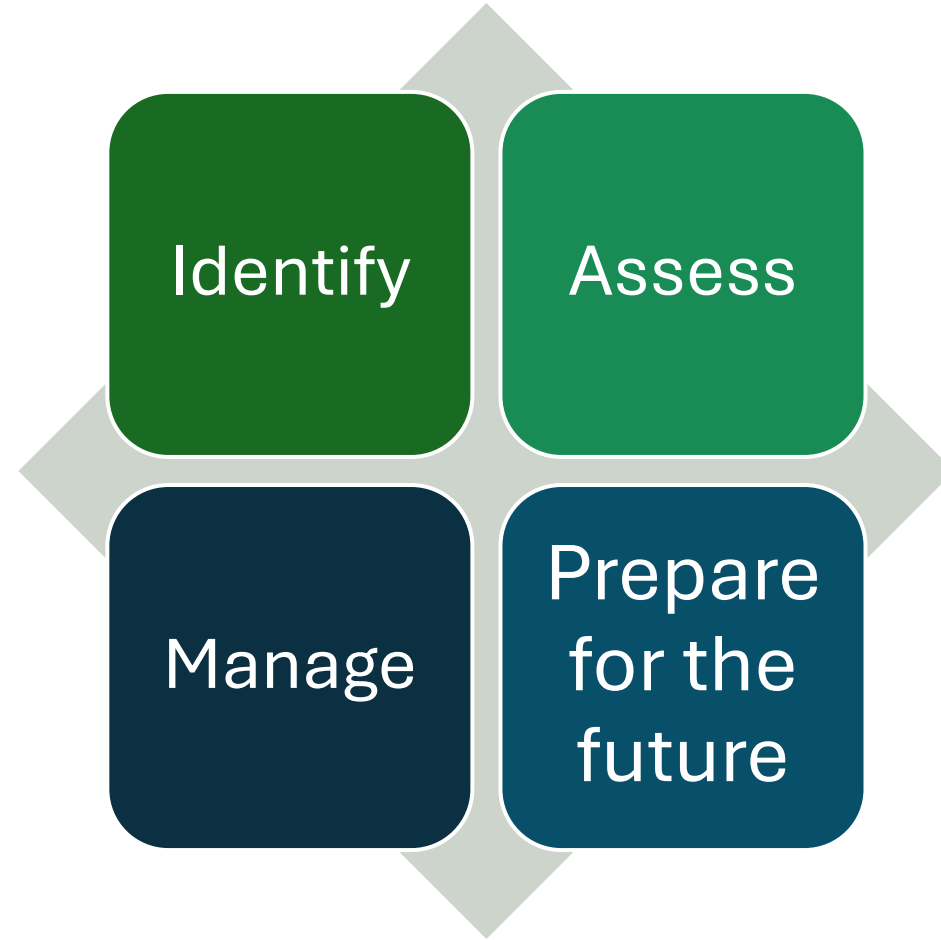 Identify
Assess
Manage
Prepare
for the
future